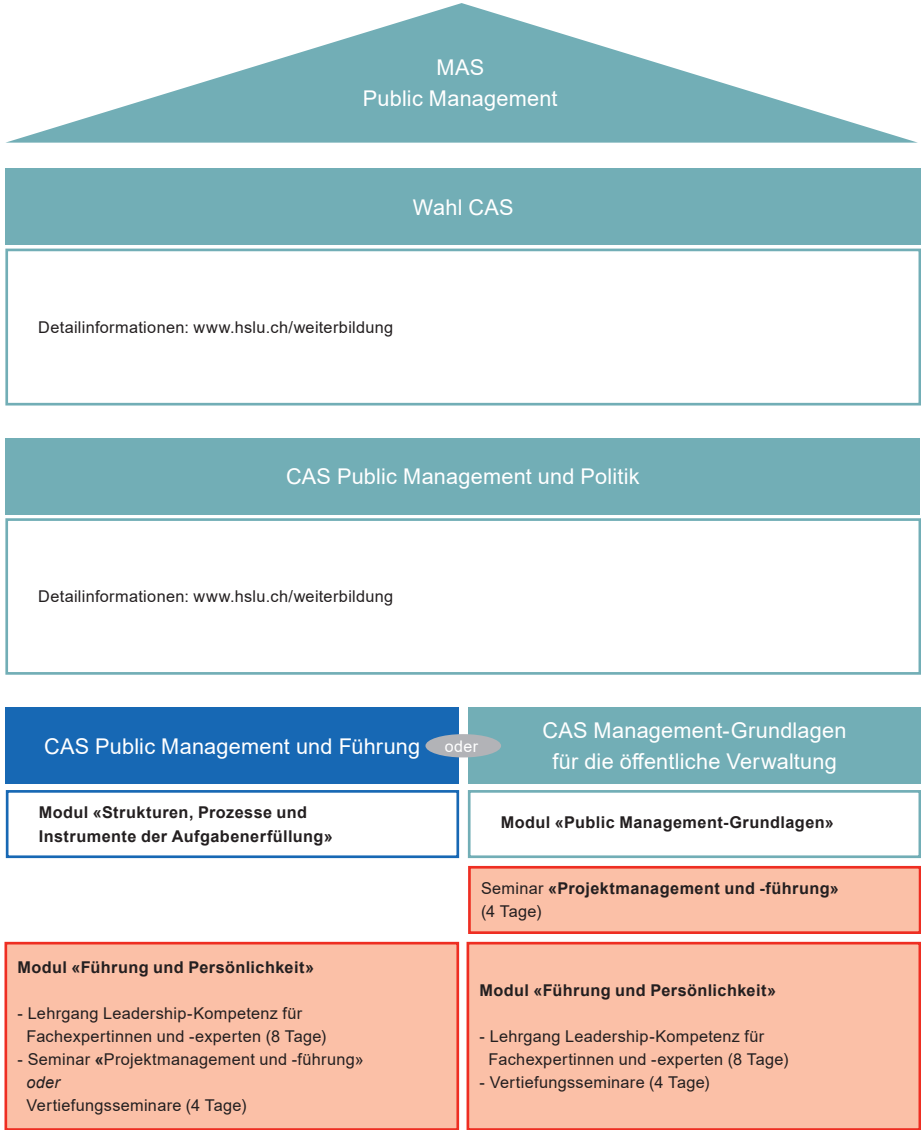 MAS
Public Management
Wahl CAS
Detailinformationen: www.hslu.ch/weiterbildung
CAS Public Management und Politik
Detailinformationen: www.hslu.ch/weiterbildung
CAS Public Management und Führung
oder
CAS Management-Grundlagen
für die öffentliche Verwaltung
Modul «Strukturen, Prozesse und
Instrumente der Aufgabenerfüllung»
Modul «Public Management-Grundlagen»
Seminar «Projektmanagement und -führung»
(4 Tage)
Modul «Führung und Persönlichkeit»
- Lehrgang Leadership-Kompetenz für
Fachexpertinnen und -experten (8 Tage)
- Seminar «Projektmanagement und -führung»
oder
Vertiefungsseminare (4 Tage)
Modul «Führung und Persönlichkeit»
- Lehrgang Leadership-Kompetenz für
Fachexpertinnen und -experten (8 Tage)
- Vertiefungsseminare (4 Tage)